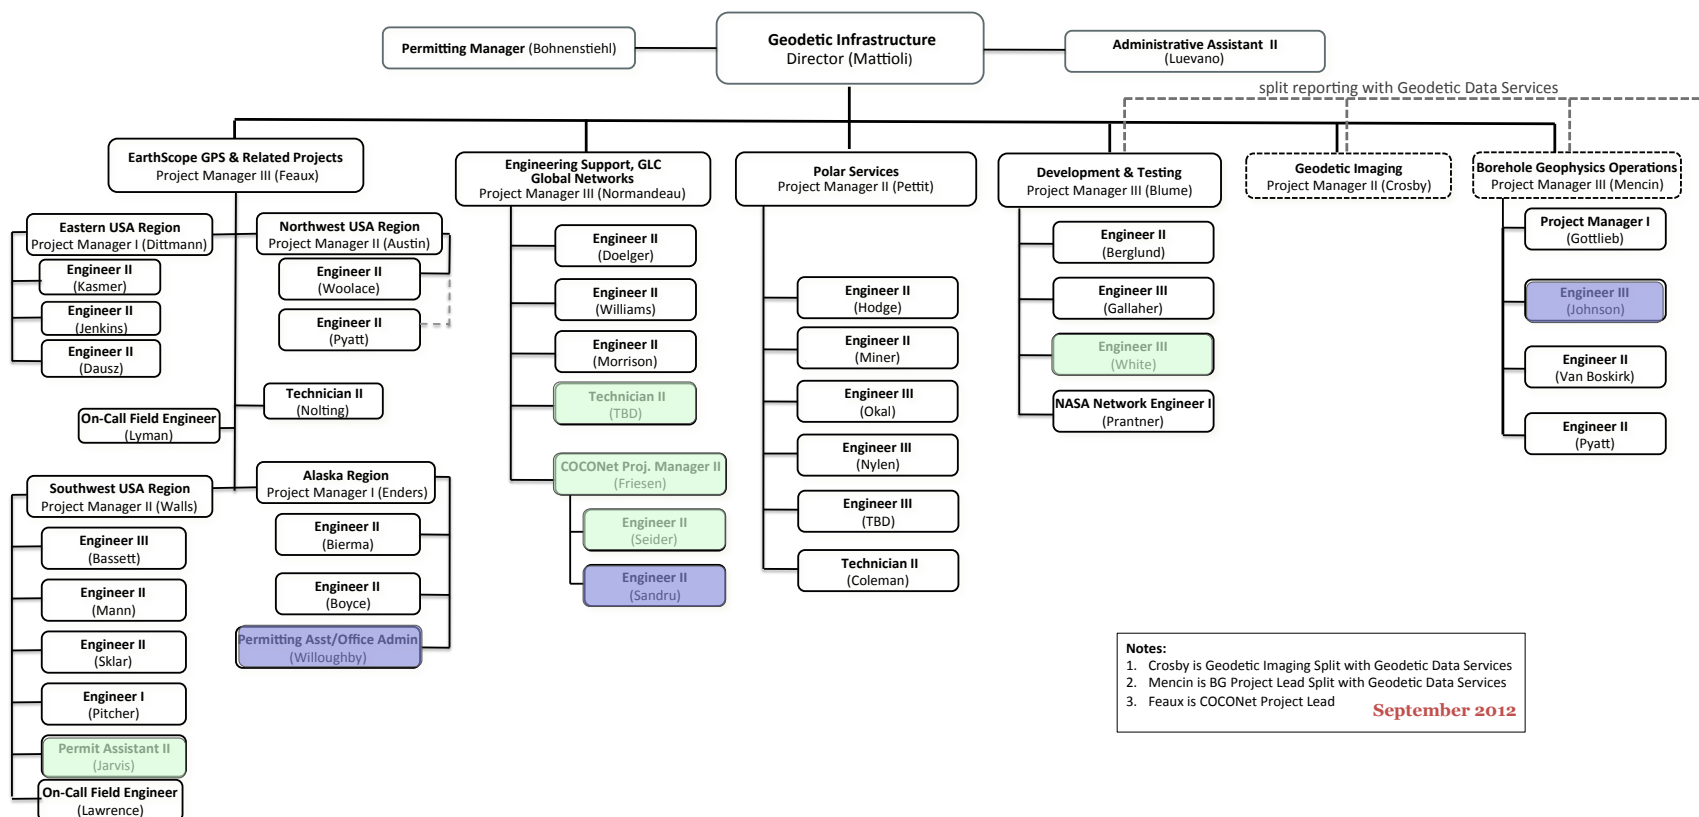 Geodetic Infrastructure
Director (Mattioli)
Permitting Manager (Bohnenstiehl)
Administrative Assistant II
(Luevano)
split reporting with Geodetic Data Services
EarthScope GPS & Related Projects
Project Manager III (Feaux)
Eastern USA Region
Project Manager I (Dittmann)
Engineer II
(Kasmer)
Engineer II
(Jenkins)
Engineer II
(Dausz)
Northwest USA Region
Project Manager II (Austin)
Engineer II
(Woolace)
Engineer II
(Pyatt)
Technician II
(Nolting)
On-Call Field Engineer
(Lyman)
Southwest USA Region
Project Manager II (Walls)
Engineer III
(Bassett)
Engineer II
(Mann)
Engineer II
(Sklar)
Engineer I
(Pitcher)
Permit Assistant II
(Jarvis)
On-Call Field Engineer
(Lawrence)
Alaska Region
Project Manager I (Enders)
Engineer II
(Bierma)
Engineer II
(Boyce)
Permitting Asst/Office Admin
(Willoughby)
Engineering Support, GLC
Global Networks
Project Manager III (Normandeau)
Engineer II
(Doelger)
Engineer II
(Williams)
Engineer II
(Morrison)
Technician II
(TBD)
COCONet Proj. Manager II
(Friesen)
Engineer II
(Seider)
Engineer II
(Sandru)
Polar Services
Project Manager II (Pettit)
Engineer II
(Hodge)
Engineer II
(Miner)
Engineer III
(Okal)
Engineer III
(Nylen)
Engineer III
(TBD)
Technician II
(Coleman)
Development & Testing
Project Manager III (Blume)
Engineer II
(Berglund)
Engineer III
(Gallaher)
Engineer III
(White)
NASA Network Engineer I
(Prantner)
Geodetic Imaging
Project Manager II (Crosby)
Borehole Geophysics Operations
Project Manager III (Mencin)
Project Manager I
(Gottlieb)
Engineer III
(Johnson)
Engineer II
(Van Boskirk)
Engineer II
(Pyatt)
Notes:
1. Crosby is Geodetic Imaging Split with Geodetic Data Services
2. Mencin is BG Project Lead Split with Geodetic Data Services
3. Feaux is COCONet Project Lead
September 2012